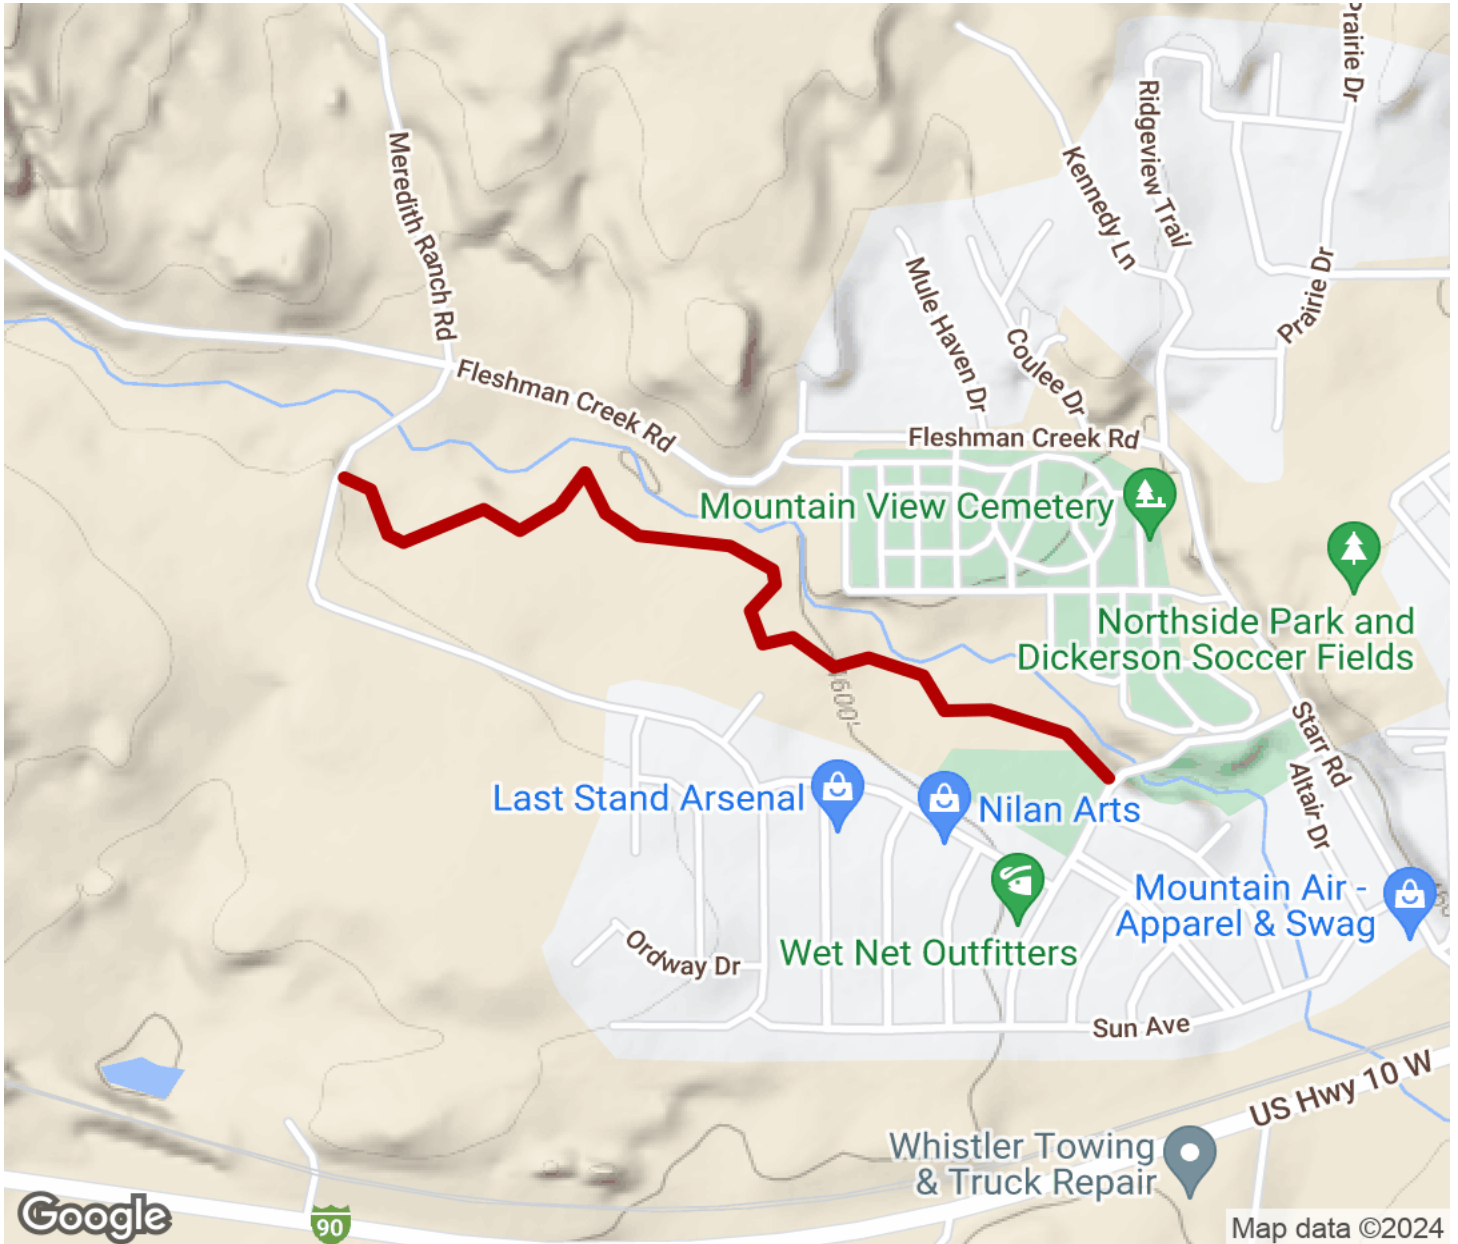 Prairie Dr
Ridgeview Trail
Meredith Ranch Rd
Kennedy Ln
Mule Haven Dr
Prairie Dr
Coulee Dr
Fleshman Creek Rd
Fleshman Creek Rd
Mountain View Cemetery
Northside Park and
Dickerson Soccer Fields
4600'
Starr Rd
Altair Dr
Last Stand Arsenal
Nilan Arts
Mountain Air -
Apparel & Swag
Ordway Dr
Wet Net Outfitters
Sun Ave
US Hwy 10 W
Whistler Towing
& Truck Repair
Google
90
Map data ©2024